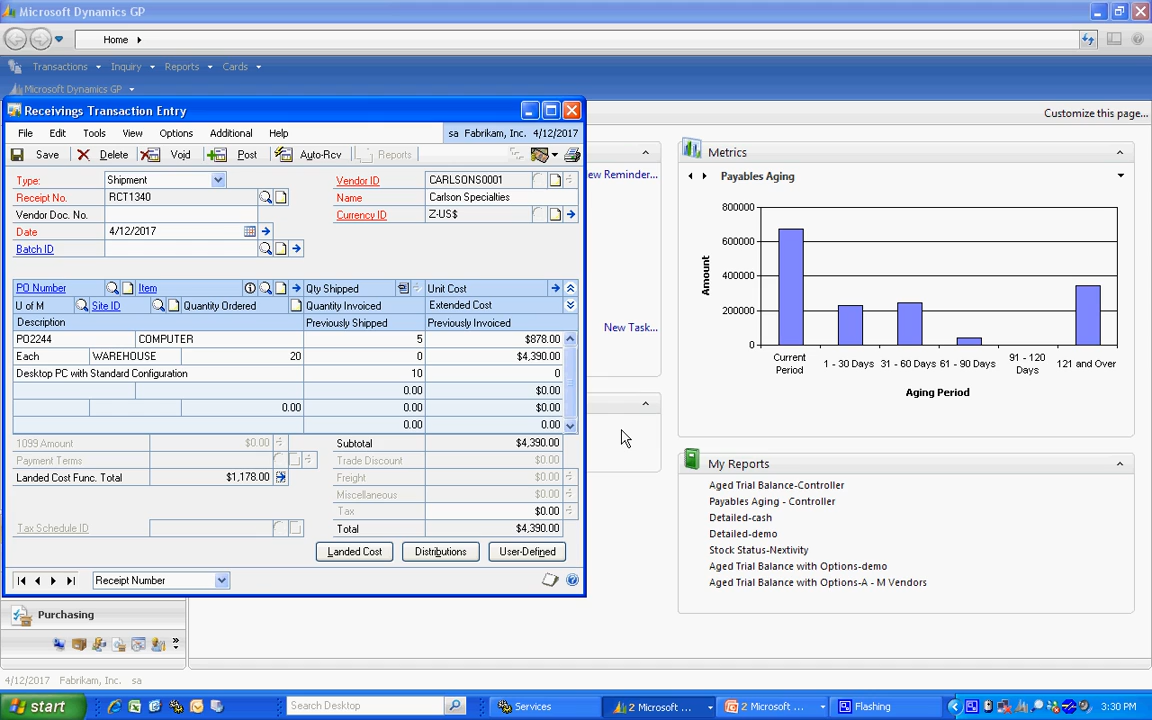 Microsoft Dynamics GP
Home
Transactions Inquiry Reports Cards
Microsoft Dynamics GP
Customize this page...
Receivings Transaction Entry
File Edit Tools View Options Additional Help sa Fabrikam, Inc. 4/12/2017
Save Delete Void Post Auto-Rcv Reports
Type: Shipment Vendor ID CARLSONS0001
Receipt No. RCT1340 Name Carlson Specialties
Vendor Doc. No. Currency ID Z-US$
Date 4/12/2017
Batch ID
PO Number Item Qty Shipped Unit Cost
U of M Site ID Quantity Ordered Quantity Invoiced Extended Cost
Description Previously Shipped Previously Invoiced
PO2244 COMPUTER 5 $878.00
Each WAREHOUSE 20 0 $4,390.00
Desktop PC with Standard Configuration 10 0
0.00 $0.00
0.00 0.00 $0.00
0.00 0.00
1099 Amount $0.00 Subtotal $4,390.00
Payment Terms Trade Discount $0.00
Landed Cost Func. Total $1,178.00 Freight $0.00
Miscellaneous $0.00
Tax $0.00
Tax Schedule ID Total $4,390.00
Landed Cost Distributions User-Defined
Receipt Number
ew Reminder...
New Task...
Metrics
Payables Aging
800000
600000
400000
200000
0
Amount
Current Period 1 - 30 Days 31 - 60 Days 61 - 90 Days 91 - 120 Days 121 and Over
Aging Period
My Reports
Aged Trial Balance-Controller
Payables Aging - Controller
Detailed-cash
Detailed-demo
Stock Status-Nextivity
Aged Trial Balance with Options-demo
Aged Trial Balance with Options-A - M Vendors
Purchasing
4/12/2017 Fabrikam, Inc. sa
start Search Desktop Services 2 Microsoft ... 2 Microsoft ... Flashing 3:30 PM